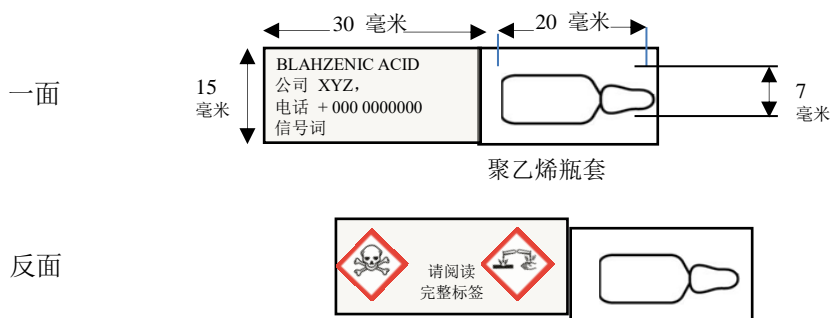 30 毫米
20 毫米
一面
15
毫米
BLAHZENIC ACID
公司 XYZ，
电话 + 000 0000000
信号词
7
毫米
聚乙烯瓶套
反面
请阅读
完整标签